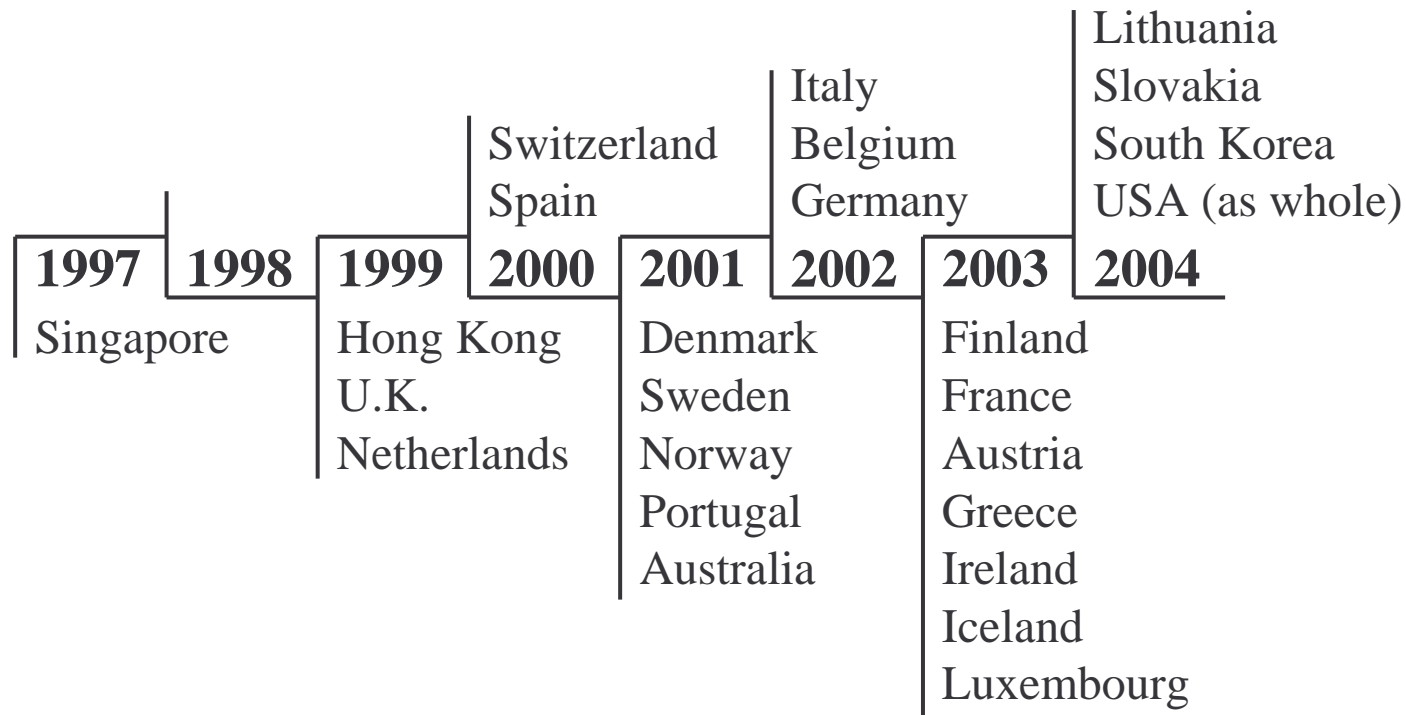 1997
Singapore
1998
1999
Hong Kong
U.K.
Netherlands
Switzerland
Spain
2000
2001
Denmark
Sweden
Norway
Portugal
Australia
Italy
Belgium
Germany
2002
2003
Finland
France
Austria
Greece
Ireland
Iceland
Luxembourg
Lithuania
Slovakia
South Korea
USA (as whole)
2004